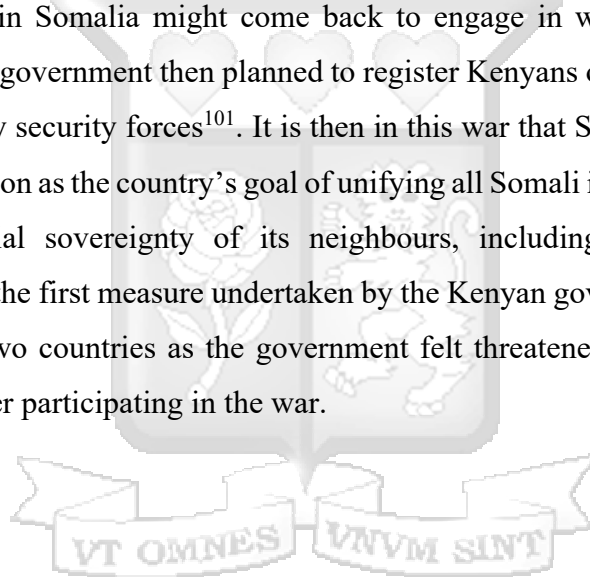 in Somalia might come back to engage in w
government then planned to register Kenyans o
y security forces101. It is then in this war that S
on as the country's goal of unifying all Somali i
al sovereignty of its neighbours, including
the first measure undertaken by the Kenyan gov
wo countries as the government felt threatene
er participating in the war.
VT OMNES VNVM SINT